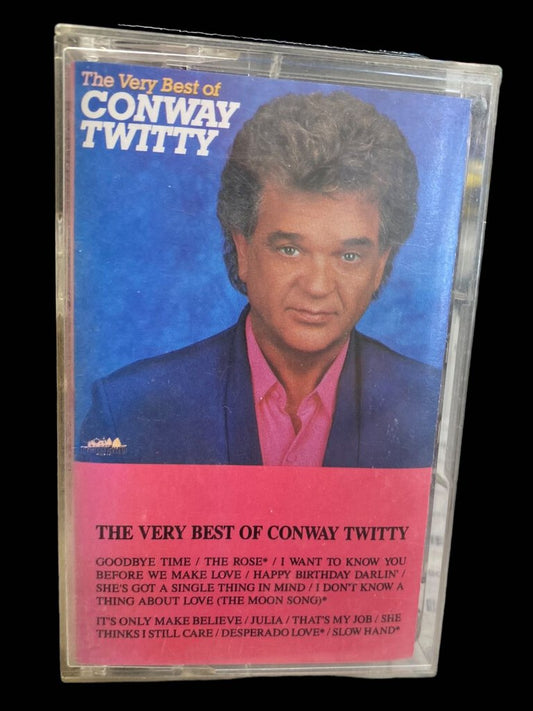 The Very Best of
CONWAY
TWITTY
THE VERY BEST OF CONWAY TWITTY
GOODBYE TIME / THE ROSE* / I WANT TO KNOW YOU
BEFORE WE MAKE LOVE / HAPPY BIRTHDAY DARLIN' /
SHE'S GOT A SINGLE THING IN MIND / I DON'T KNOW A
THING ABOUT LOVE (THE MOON SONG)*
IT'S ONLY MAKE BELIEVE / JULIA / THAT'S MY JOB / SHE
THINKS I STILL CARE / DESPERADO LOVE* / SLOW HAND*